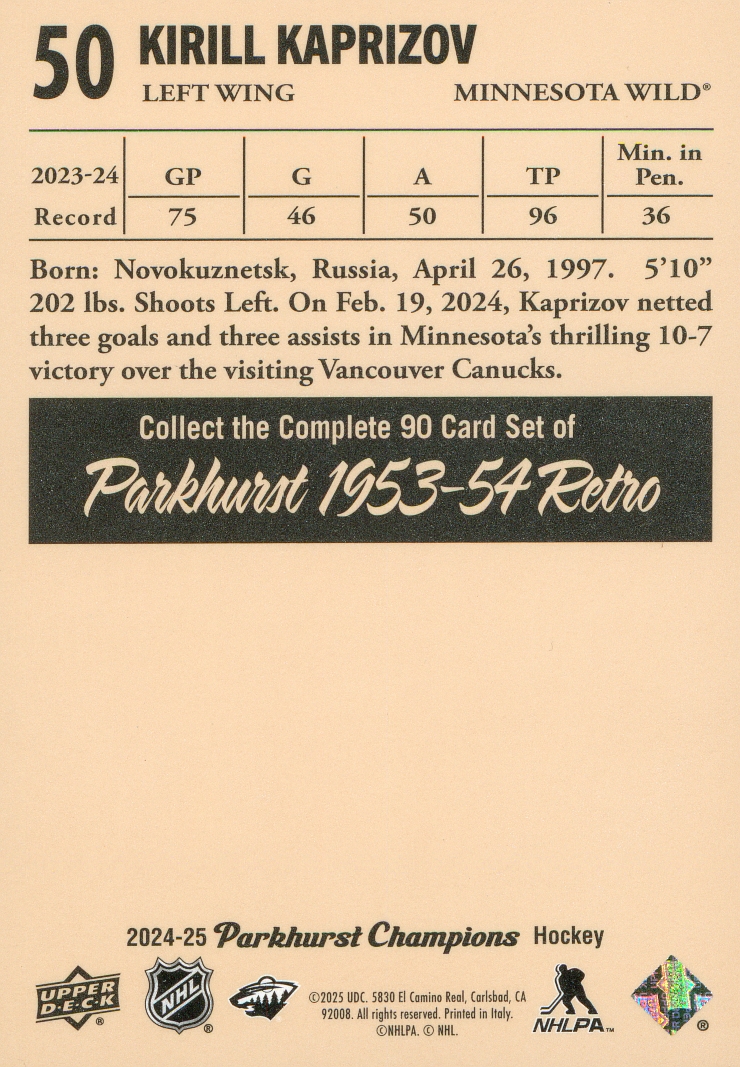 50 KIRILL KAPRIZOV
LEFT WING MINNESOTA WILD®
2023-24 GP G A TP Min. in Pen.
Record 75 46 50 96 36
Born: Novokuznetsk, Russia, April 26, 1997. 5’10”
202 lbs. Shoots Left. On Feb. 19, 2024, Kaprizov netted
three goals and three assists in Minnesota’s thrilling 10-7
victory over the visiting Vancouver Canucks.
Collect the Complete 90 Card Set of
Parkhurst 1953-54 Retro
2024-25 Parkhurst Champions Hockey
UPPER
D·E·C·K ®
NHL ®
©2025 UDC. 5830 El Camino Real, Carlsbad, CA
92008. All rights reserved. Printed in Italy.
©NHLPA. © NHL.
NHLPA™
®